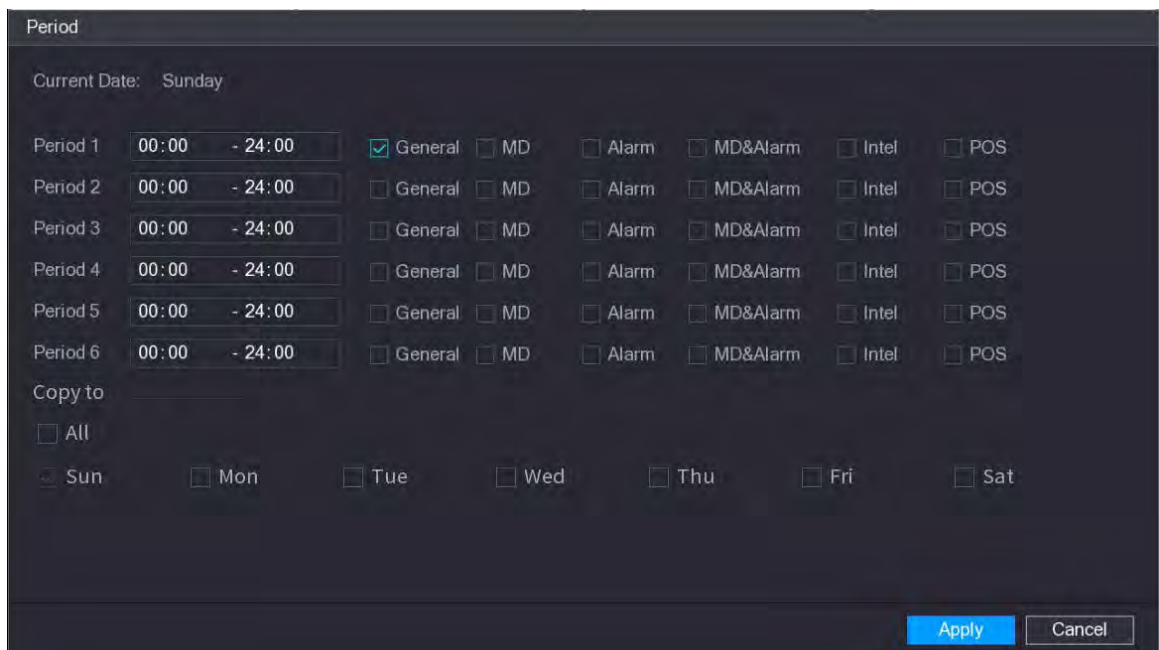 Period
Current Date: Sunday
Period 1 00:00 - 24:00 General MD Alarm MD&Alarm Intel POS
Period 2 00:00 - 24:00 General MD Alarm MD&Alarm Intel POS
Period 3 00:00 - 24:00 General MD Alarm MD&Alarm Intel POS
Period 4 00:00 - 24:00 General MD Alarm MD&Alarm Intel POS
Period 5 00:00 - 24:00 General MD Alarm MD&Alarm Intel POS
Period 6 00:00 - 24:00 General MD Alarm MD&Alarm Intel POS
Copy to
All
Sun Mon Tue Wed Thu Fri Sat
Apply Cancel